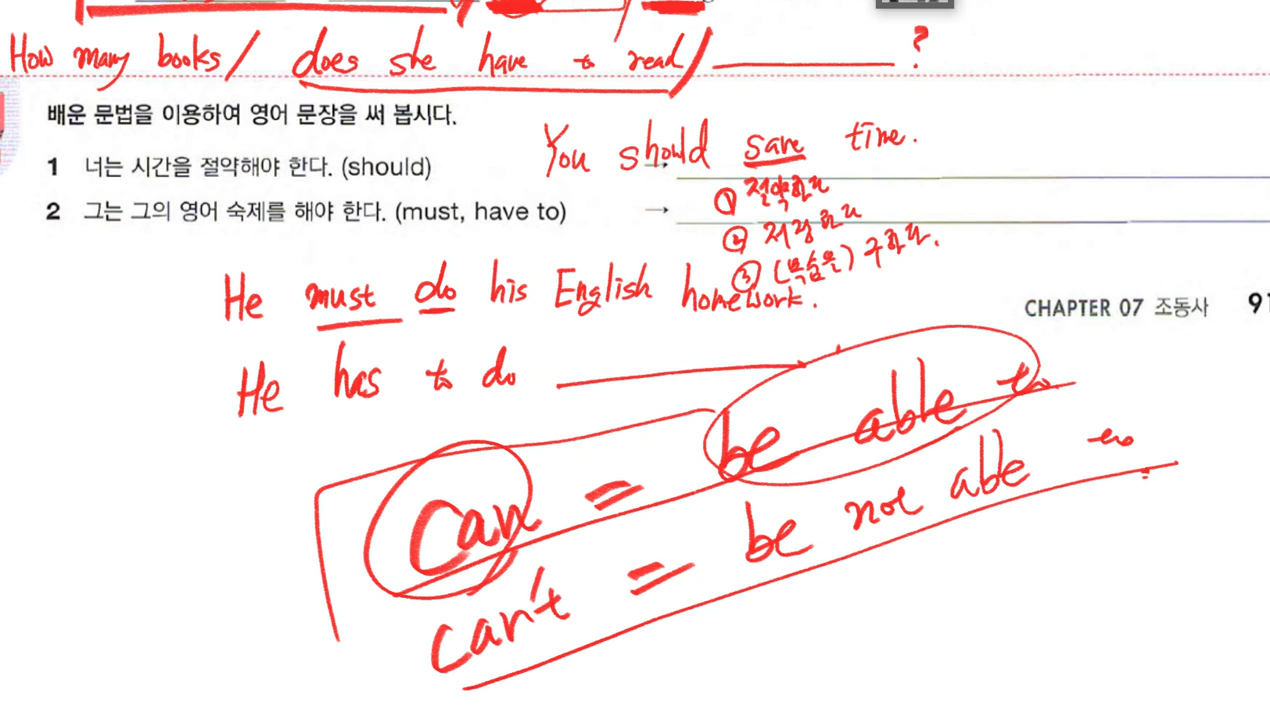 How many books / does she have to read / ________ ?
배운 문법을 이용하여 영어 문장을 써 봅시다.
1 너는 시간을 절약해야 한다. (should) → You should save time.
① 절약하다
2 그는 그의 영어 숙제를 해야 한다. (must, have to) →
② 저장하다
③ (목숨을) 구하다.
He must do his English homework.
CHAPTER 07 조동사 91
He has to do ________
can = be able to
can't = be not abe to